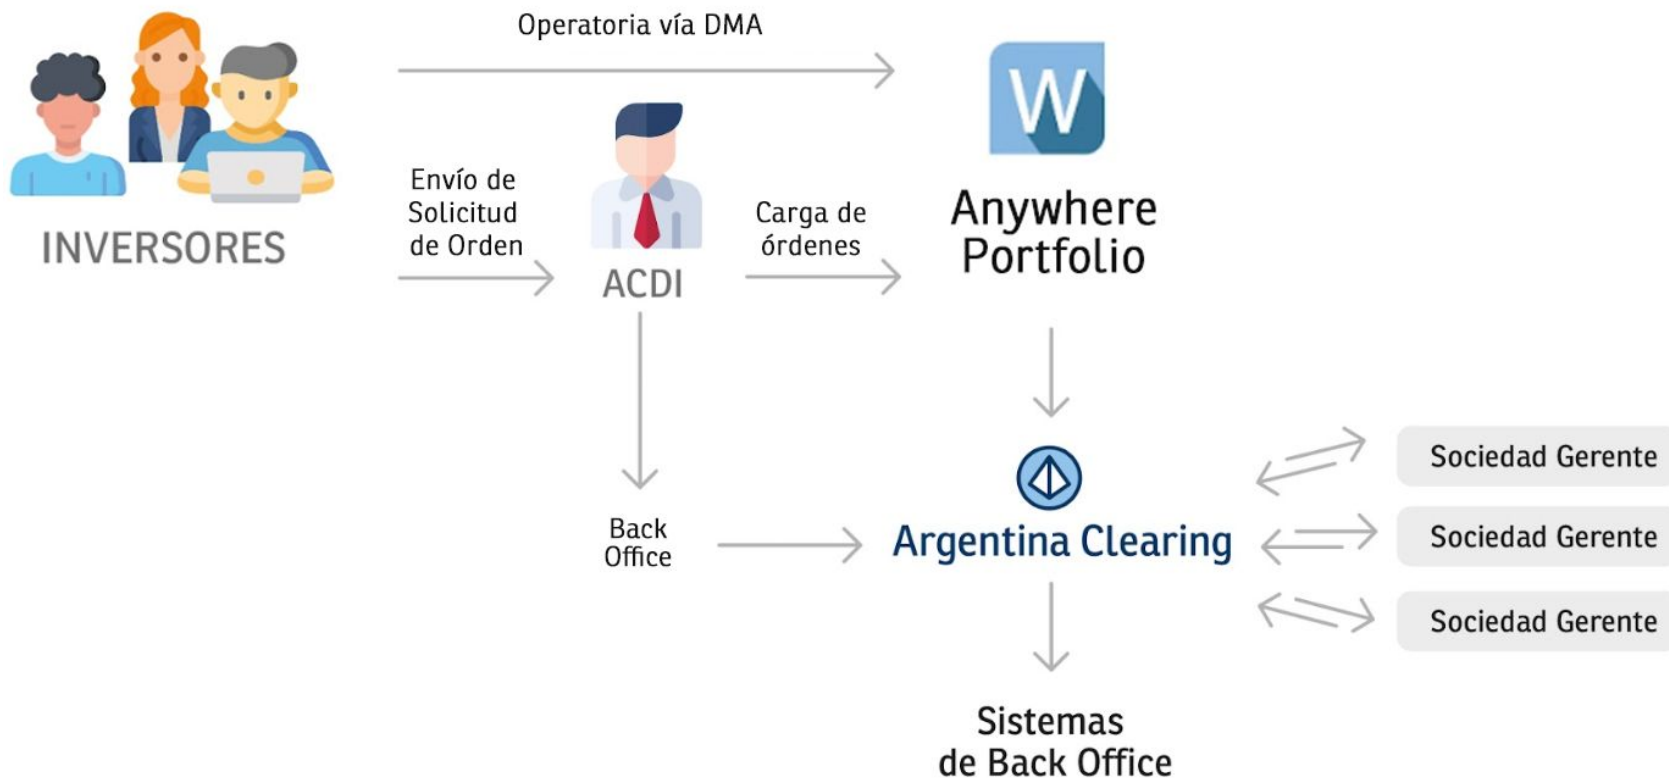 Operatoria vía DMA
W
Envío de
Solicitud
de Orden
Carga de
órdenes
Anywhere
Portfolio
INVERSORES
ACDI
Sociedad Gerente
Back
Office
Argentina Clearing
Sociedad Gerente
Sociedad Gerente
Sistemas
de Back Office